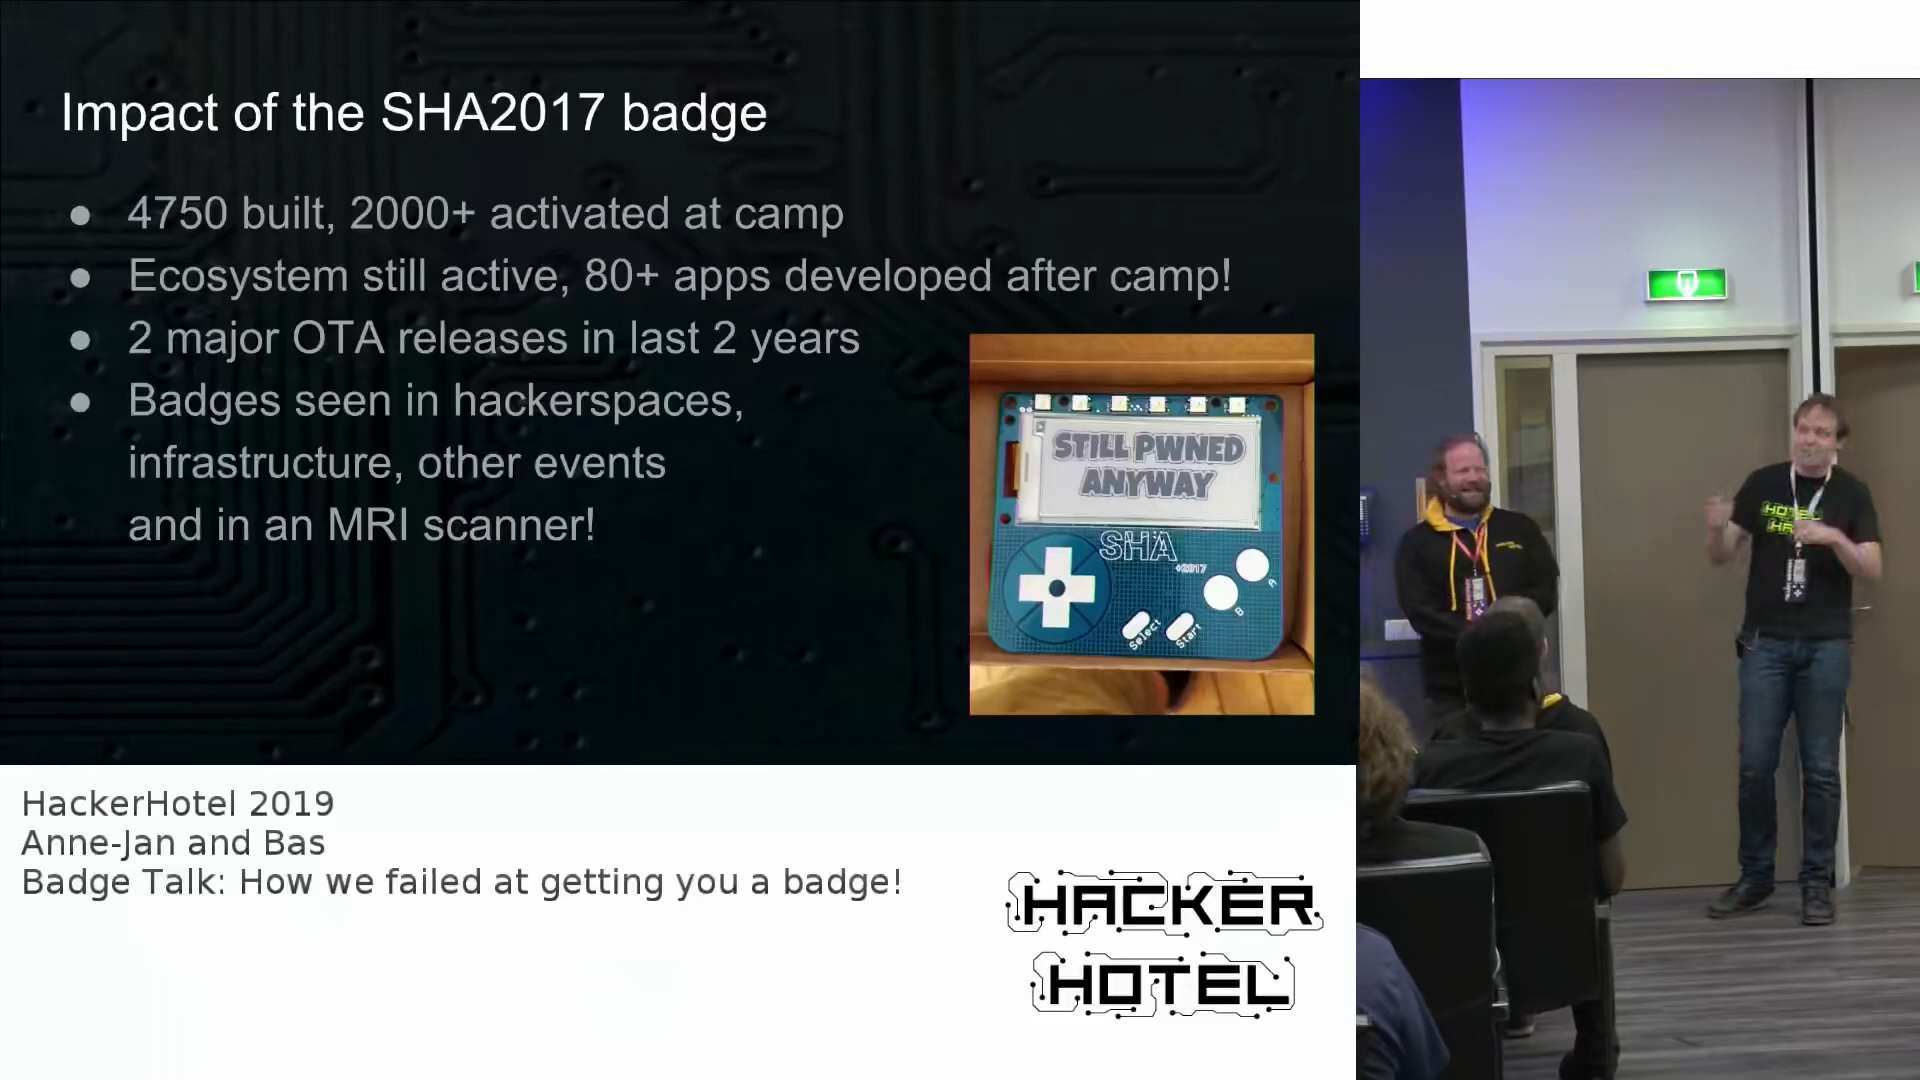 Impact of the SHA2017 badge
● 4750 built, 2000+ activated at camp
● Ecosystem still active, 80+ apps developed after camp!
● 2 major OTA releases in last 2 years
● Badges seen in hackerspaces,
infrastructure, other events
and in an MRI scanner!
STILL PWNED
ANYWAY
SHA
+2017
A
B
Select
Start
HackerHotel 2019
Anne-Jan and Bas
Badge Talk: How we failed at getting you a badge!
HACKER
HOTEL
HOTEL